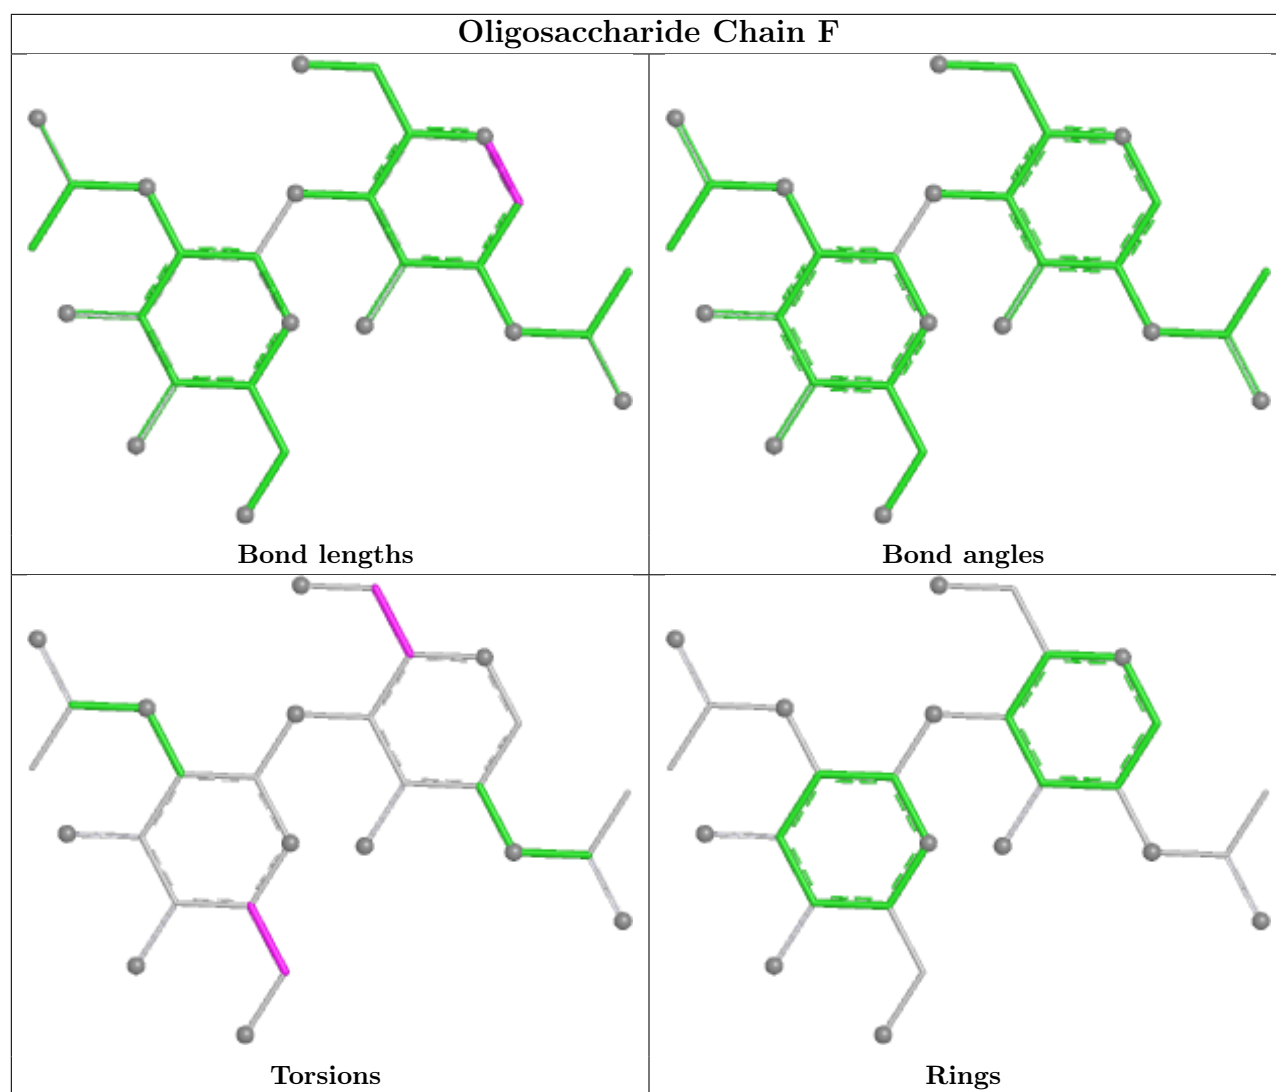 Oligosaccharide Chain F
Bond lengths
Bond angles
Torsions
Rings